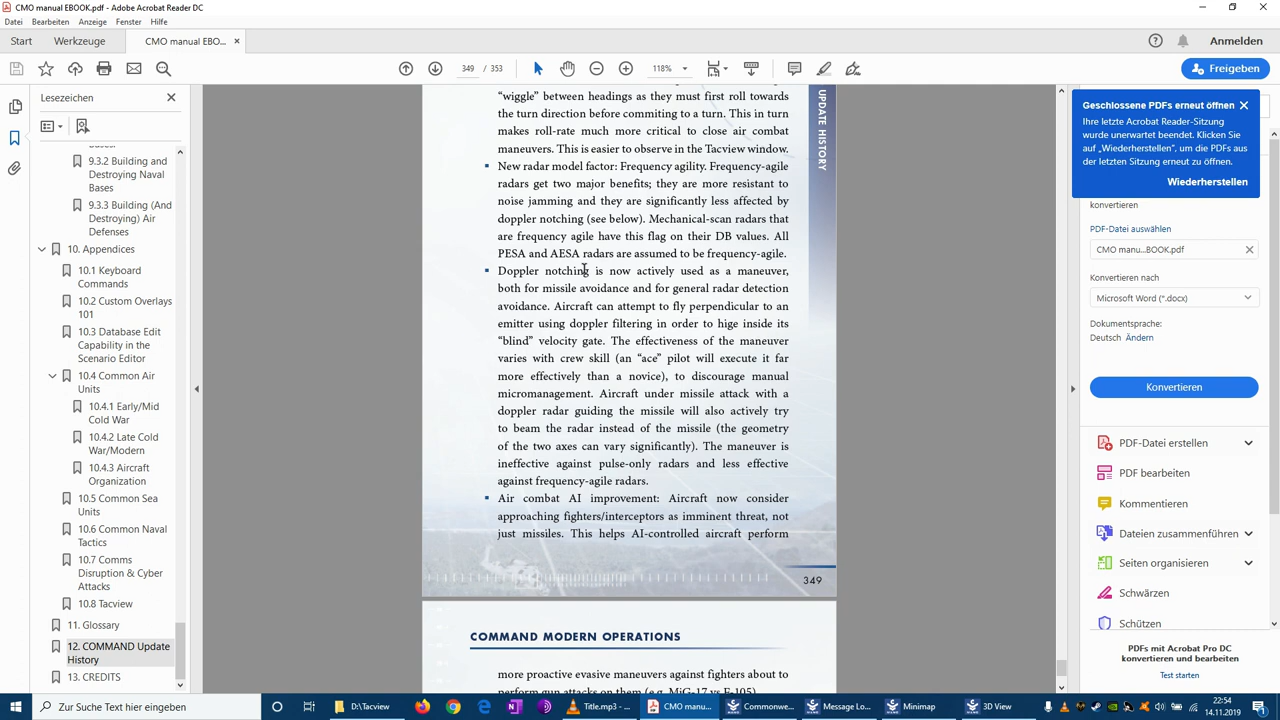 CMO manual EBOOK.pdf - Adobe Acrobat Reader DC
Datei Bearbeiten Anzeige Fenster Hilfe
Start Werkzeuge CMO manual EBO... × Anmelden
349 / 353 118% Freigeben
Lesezeichen
9.3.2 Building and
Destroying Naval
Bases
9.3.3 Building (And
Destroying) Air
Defenses
10. Appendices
10.1 Keyboard
Commands
10.2 Custom Overlays
101
10.3 Database Edit
Capability in the
Scenario Editor
10.4 Common Air
Units
10.4.1 Early/Mid
Cold War
10.4.2 Late Cold
War/Modern
10.4.3 Aircraft
Organization
10.5 Common Sea
Units
10.6 Common Naval
Tactics
10.7 Comms
Disruption & Cyber
Attacks
10.8 Tacview
11. Glossary
12. COMMAND Update
History
13. CREDITS
“wiggle” between headings as they must first roll towards
the turn direction before commiting to a turn. This in turn
makes roll-rate much more critical to close air combat
maneuvers. This is easier to observe in the Tacview window.
▪ New radar model factor: Frequency agility. Frequency-agile
radars get two major benefits; they are more resistant to
noise jamming and they are significantly less affected by
doppler notching (see below). Mechanical-scan radars that
are frequency agile have this flag on their DB values. All
PESA and AESA radars are assumed to be frequency-agile.
▪ Doppler notching is now actively used as a maneuver,
both for missile avoidance and for general radar detection
avoidance. Aircraft can attempt to fly perpendicular to an
emitter using doppler filtering in order to hige inside its
“blind” velocity gate. The effectiveness of the maneuver
varies with crew skill (an “ace” pilot will execute it far
more effectively than a novice), to discourage manual
micromanagement. Aircraft under missile attack with a
doppler radar guiding the missile will also actively try
to beam the radar instead of the missile (the geometry
of the two axes can vary significantly). The maneuver is
ineffective against pulse-only radars and less effective
against frequency-agile radars.
▪ Air combat AI improvement: Aircraft now consider
approaching fighters/interceptors as imminent threat, not
just missiles. This helps AI-controlled aircraft perform
UPDATE HISTORY
349
COMMAND MODERN OPERATIONS
more proactive evasive maneuvers against fighters about to
perform gun attacks on them (e.g. MiG-17 vs F-105).
Geschlossene PDFs erneut öffnen ×
Ihre letzte Acrobat Reader-Sitzung
wurde unerwartet beendet. Klicken Sie
auf „Wiederherstellen”, um die PDFs aus
der letzten Sitzung erneut zu öffnen.
Wiederherstellen
konvertieren
PDF-Datei auswählen
CMO manu...BOOK.pdf
Konvertieren nach
Microsoft Word (*.docx)
Dokumentsprache:
Deutsch Ändern
Konvertieren
PDF-Datei erstellen
PDF bearbeiten
Kommentieren
Dateien zusammenführen
Seiten organisieren
Schwärzen
Schützen
PDFs mit Acrobat Pro DC
konvertieren und bearbeiten
Test starten
Zur Suche Text hier eingeben
D:\Tacview
Title.mp3 - ...
CMO manu...
Commonwe...
Message Lo...
Minimap
3D View
22:54
14.11.2019